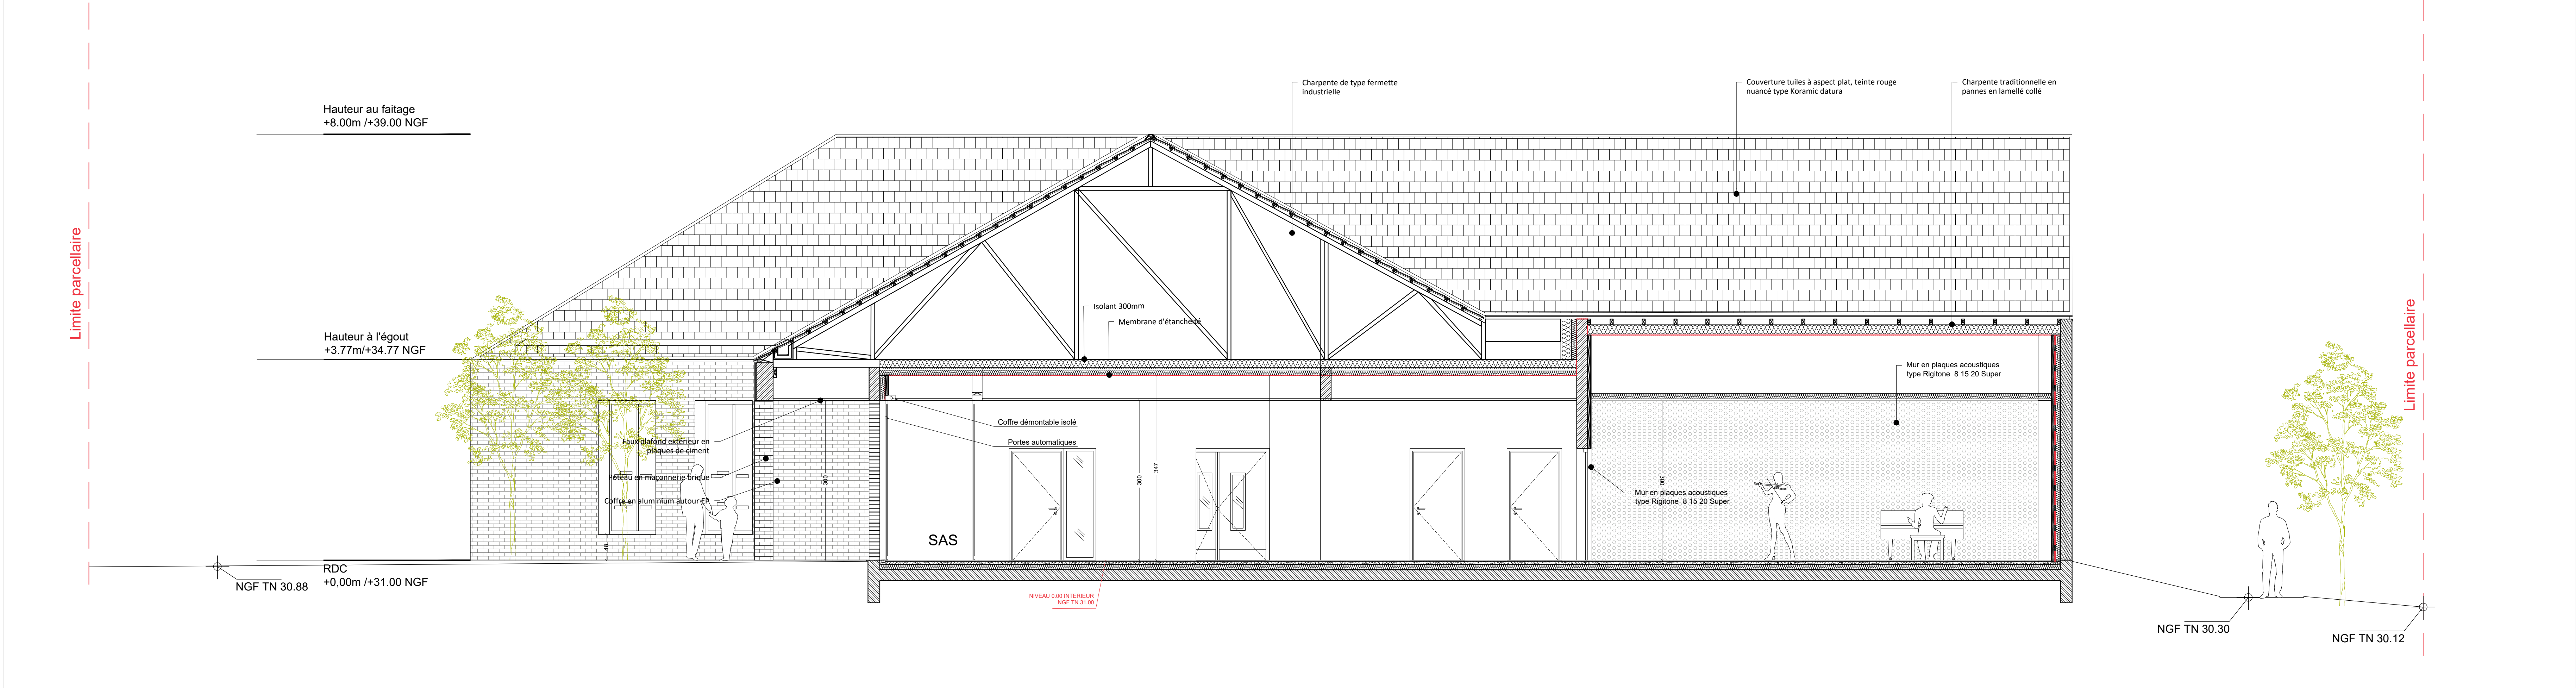 Charpente de type fermette
industrielle
Couverture tuiles à aspect plat, teinte rouge
nuancé type Koramic datura
Charpente traditionnelle en
pannes en lamellé collé
Hauteur au faitage
+8.00m /+39.00 NGF
Limite parcellaire
Isolant 300mm
Membrane d'étanchéité
Hauteur à l'égout
+3.77m/+34.77 NGF
Limite parcellaire
Mur en plaques acoustiques
type Rigitone 8 15 20 Super
Coffre démontable isolé
Portes automatiques
Faux plafond extérieur en
plaques de ciment
Poteau en maçonnerie brique
Coffre en aluminium autour EP
300
300
347
300
Mur en plaques acoustiques
type Rigitone 8 15 20 Super
SAS
48
RDC
+0,00m /+31.00 NGF
NGF TN 30.88
NIVEAU 0.00 INTERIEUR
NGF TN 31.00
NGF TN 30.30
NGF TN 30.12